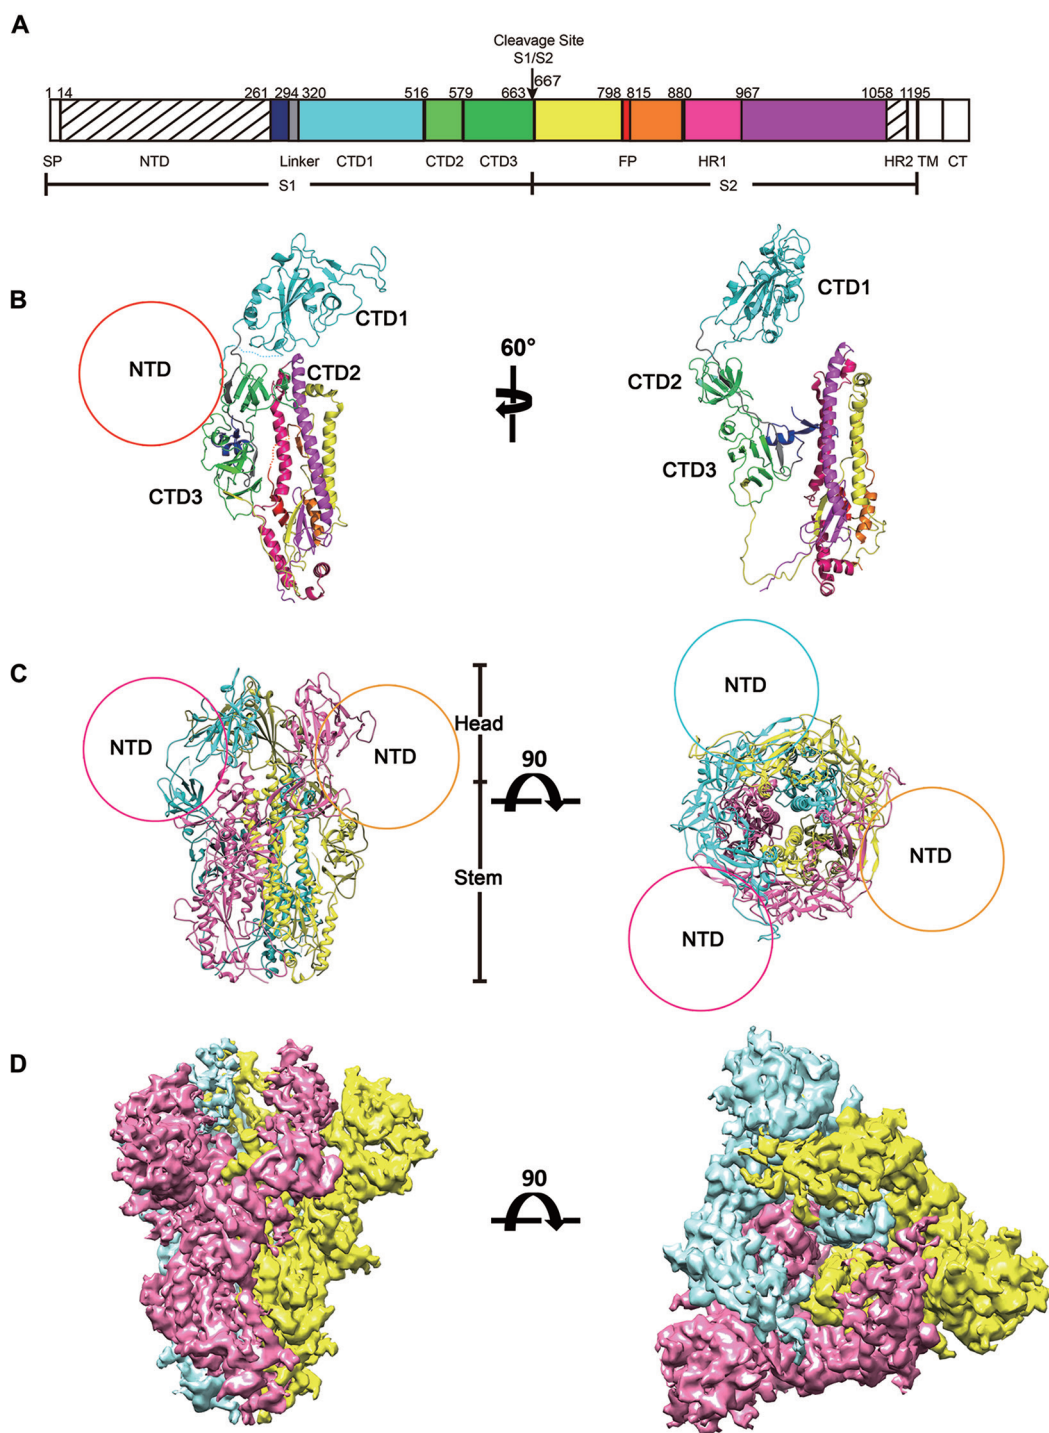 A
Cleavage Site
S1/S2
667
1 14 261 294 320 516 579 663 798 815 880 967 1058 1195
SP NTD Linker CTD1 CTD2 CTD3 FP HR1 HR2 TM CT
S1 S2
B
CTD1
CTD1
NTD
60°
CTD2
CTD2
CTD3
CTD3
C
NTD
NTD
NTD
Head
90
NTD
Stem
NTD
D
90